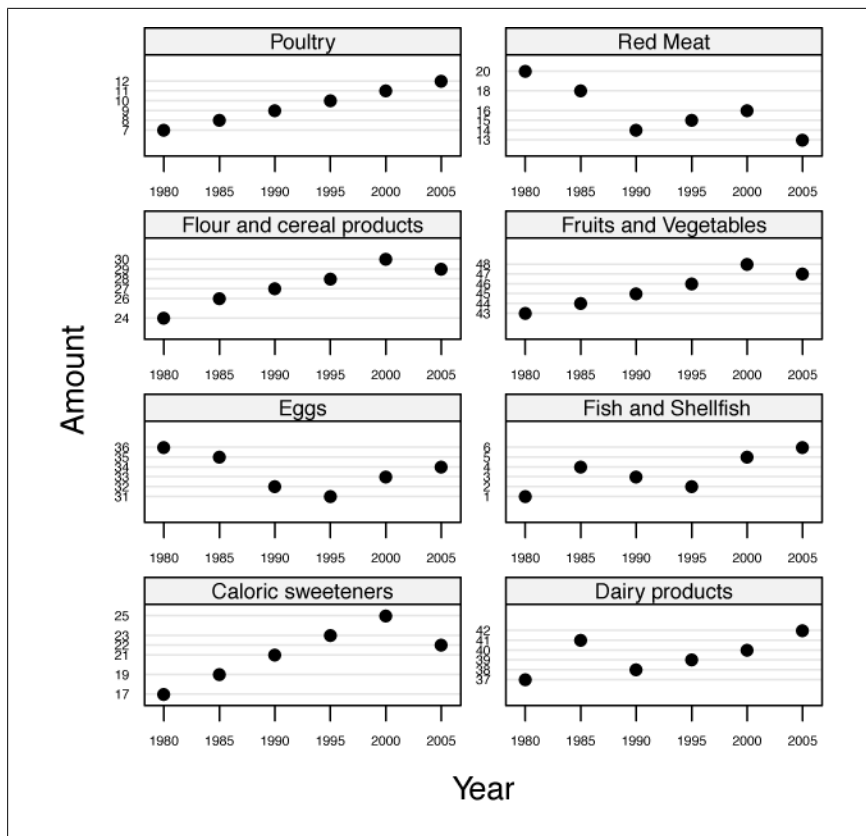 Poultry
12
11
10
9
8
7
1980 1985 1990 1995 2000 2005
Red Meat
20
18
16
15
14
13
1980 1985 1990 1995 2000 2005
Flour and cereal products
30
29
28
27
26
24
1980 1985 1990 1995 2000 2005
Fruits and Vegetables
48
47
46
45
44
43
1980 1985 1990 1995 2000 2005
Amount
Eggs
36
35
34
33
32
31
1980 1985 1990 1995 2000 2005
Fish and Shellfish
6
5
4
3
2
1
1980 1985 1990 1995 2000 2005
Caloric sweeteners
25
23
22
21
19
17
1980 1985 1990 1995 2000 2005
Dairy products
42
41
40
39
38
37
1980 1985 1990 1995 2000 2005
Year